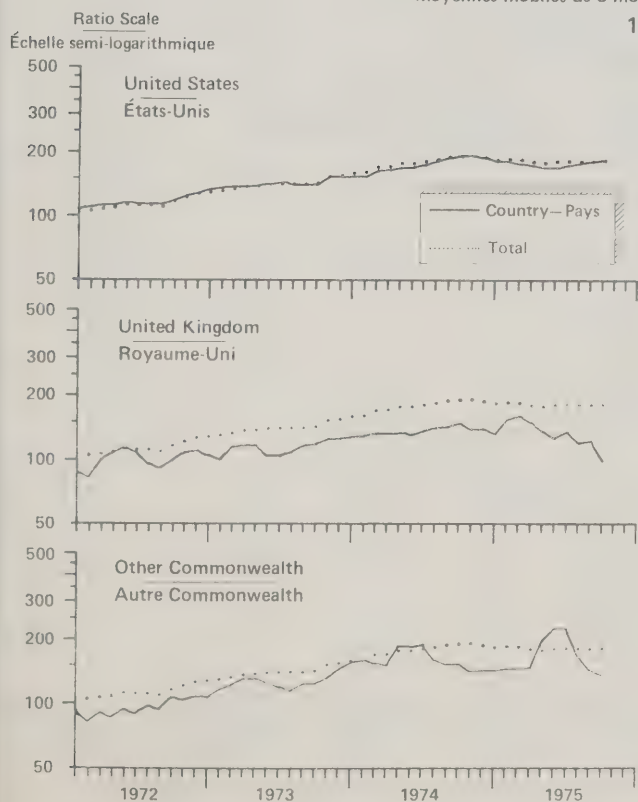 Ratio Scale
Échelle semi-logarithmique
1
500
300
200
100
50
United States
États-Unis
Country—Pays
Total
500
300
200
100
50
United Kingdom
Royaume-Uni
500
300
200
100
50
Other Commonwealth
Autre Commonwealth
1972 1973 1974 1975